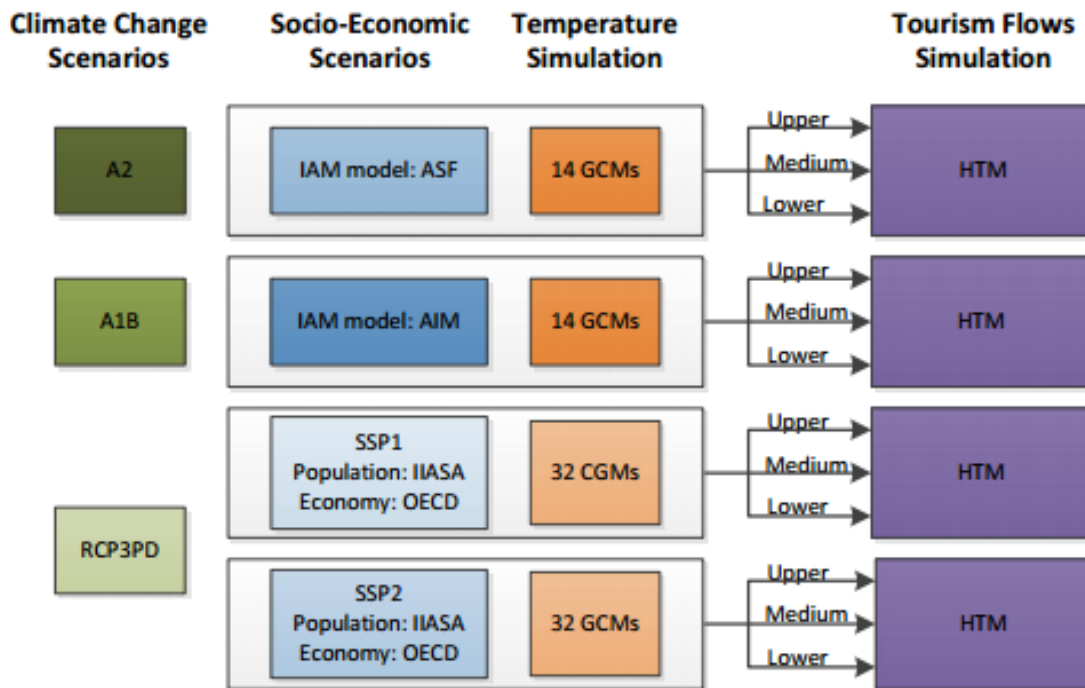 Climate Change
Scenarios
Socio-Economic
Scenarios
Temperature
Simulation
Tourism Flows
Simulation
A2
IAM model: ASF
14 GCMs
Upper
Medium
Lower
HTM
A1B
IAM model: AIM
14 GCMs
Upper
Medium
Lower
HTM
RCP3PD
SSP1
Population: IIASA
Economy: OECD
32 CGMs
Upper
Medium
Lower
HTM
SSP2
Population: IIASA
Economy: OECD
32 GCMs
Upper
Medium
Lower
HTM